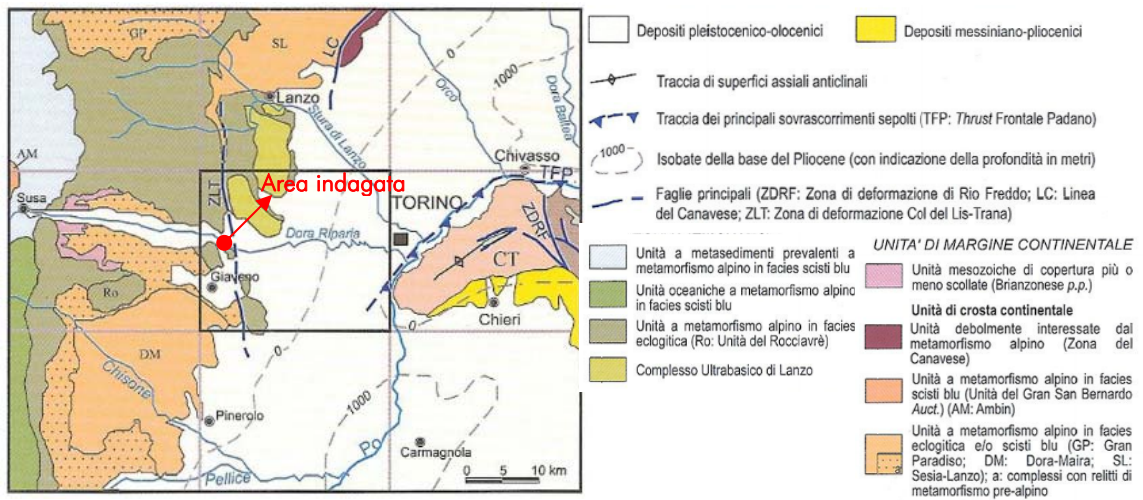 GP
SL
LC
Lanzo
Orco
Stura di Lanzo
Dora Baltea
0
1000
AM
Susa
ZLT
Area indagata
Chivasso
TFP
TORINO
ZDRF
Dora Riparia
CT
Giaveno
Ro
Chieri
0
DM
0
Chisone
1000
Pinerolo
Po
Carmagnola
Pellice
0 5 10 km
Depositi pleistocenico-olocenici
Depositi messiniano-pliocenici
Traccia di superfici assiali anticlinali
Traccia dei principali sovrascorrimenti sepolti (TFP: Thrust Frontale Padano)
1000
Isobate della base del Pliocene (con indicazione della profondità in metri)
Faglie principali (ZDRF: Zona di deformazione di Rio Freddo; LC: Linea
del Canavese; ZLT: Zona di deformazione Col del Lis-Trana)
Unità a metasedimenti prevalenti a
metamorfismo alpino in facies scisti blu
Unità oceaniche a metamorfismo alpino
in facies scisti blu
Unità a metamorfismo alpino in facies
eclogitica (Ro: Unità del Rocciavrè)
Complesso Ultrabasico di Lanzo
UNITA' DI MARGINE CONTINENTALE
Unità mesozoiche di copertura più o
meno scollate (Brianzonese p.p.)
Unità di crosta continentale
Unità debolmente interessate dal
metamorfismo alpino (Zona del
Canavese)
Unità a metamorfismo alpino in facies
scisti blu (Unità del Gran San Bernardo
Auct.) (AM: Ambin)
Unità a metamorfismo alpino in facies
eclogitica e/o scisti blu (GP: Gran
Paradiso; DM: Dora-Maira; SL:
Sesia-Lanzo); a: complessi con relitti di
metamorfismo pre-alpino
a